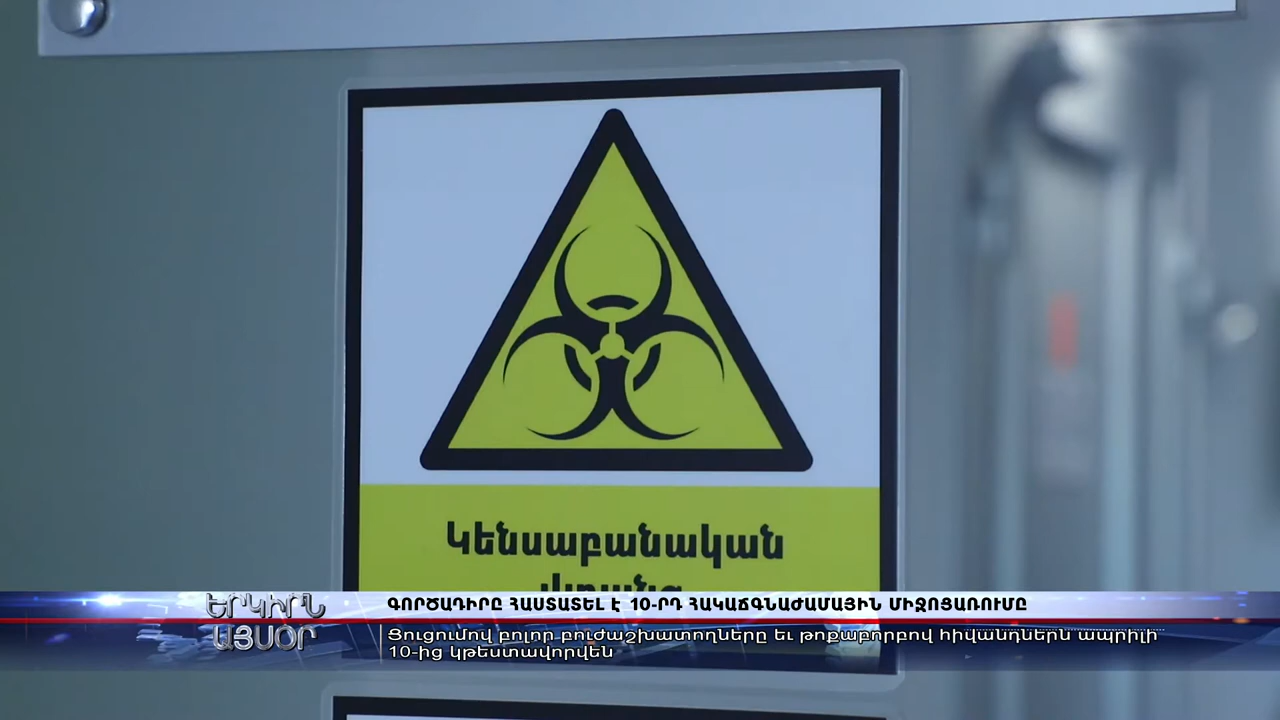 Կենսաբանական
ԵՐԿԻՐՆ
ԱՅՍՕՐ
ԳՈՐԾԱԴԻՐԸ ՀԱՍՏԱՏԵԼ Է 10-ՐԴ ՀԱԿԱՃԳՆԱԺԱՄԱՅԻՆ ՄԻՋՈՑԱՌՈՒՄԸ
Ցուցումով բոլոր բուժաշխատողները եւ թոքաբորբով հիվանդներն ապրիլի
10-ից կթեստավորվեն